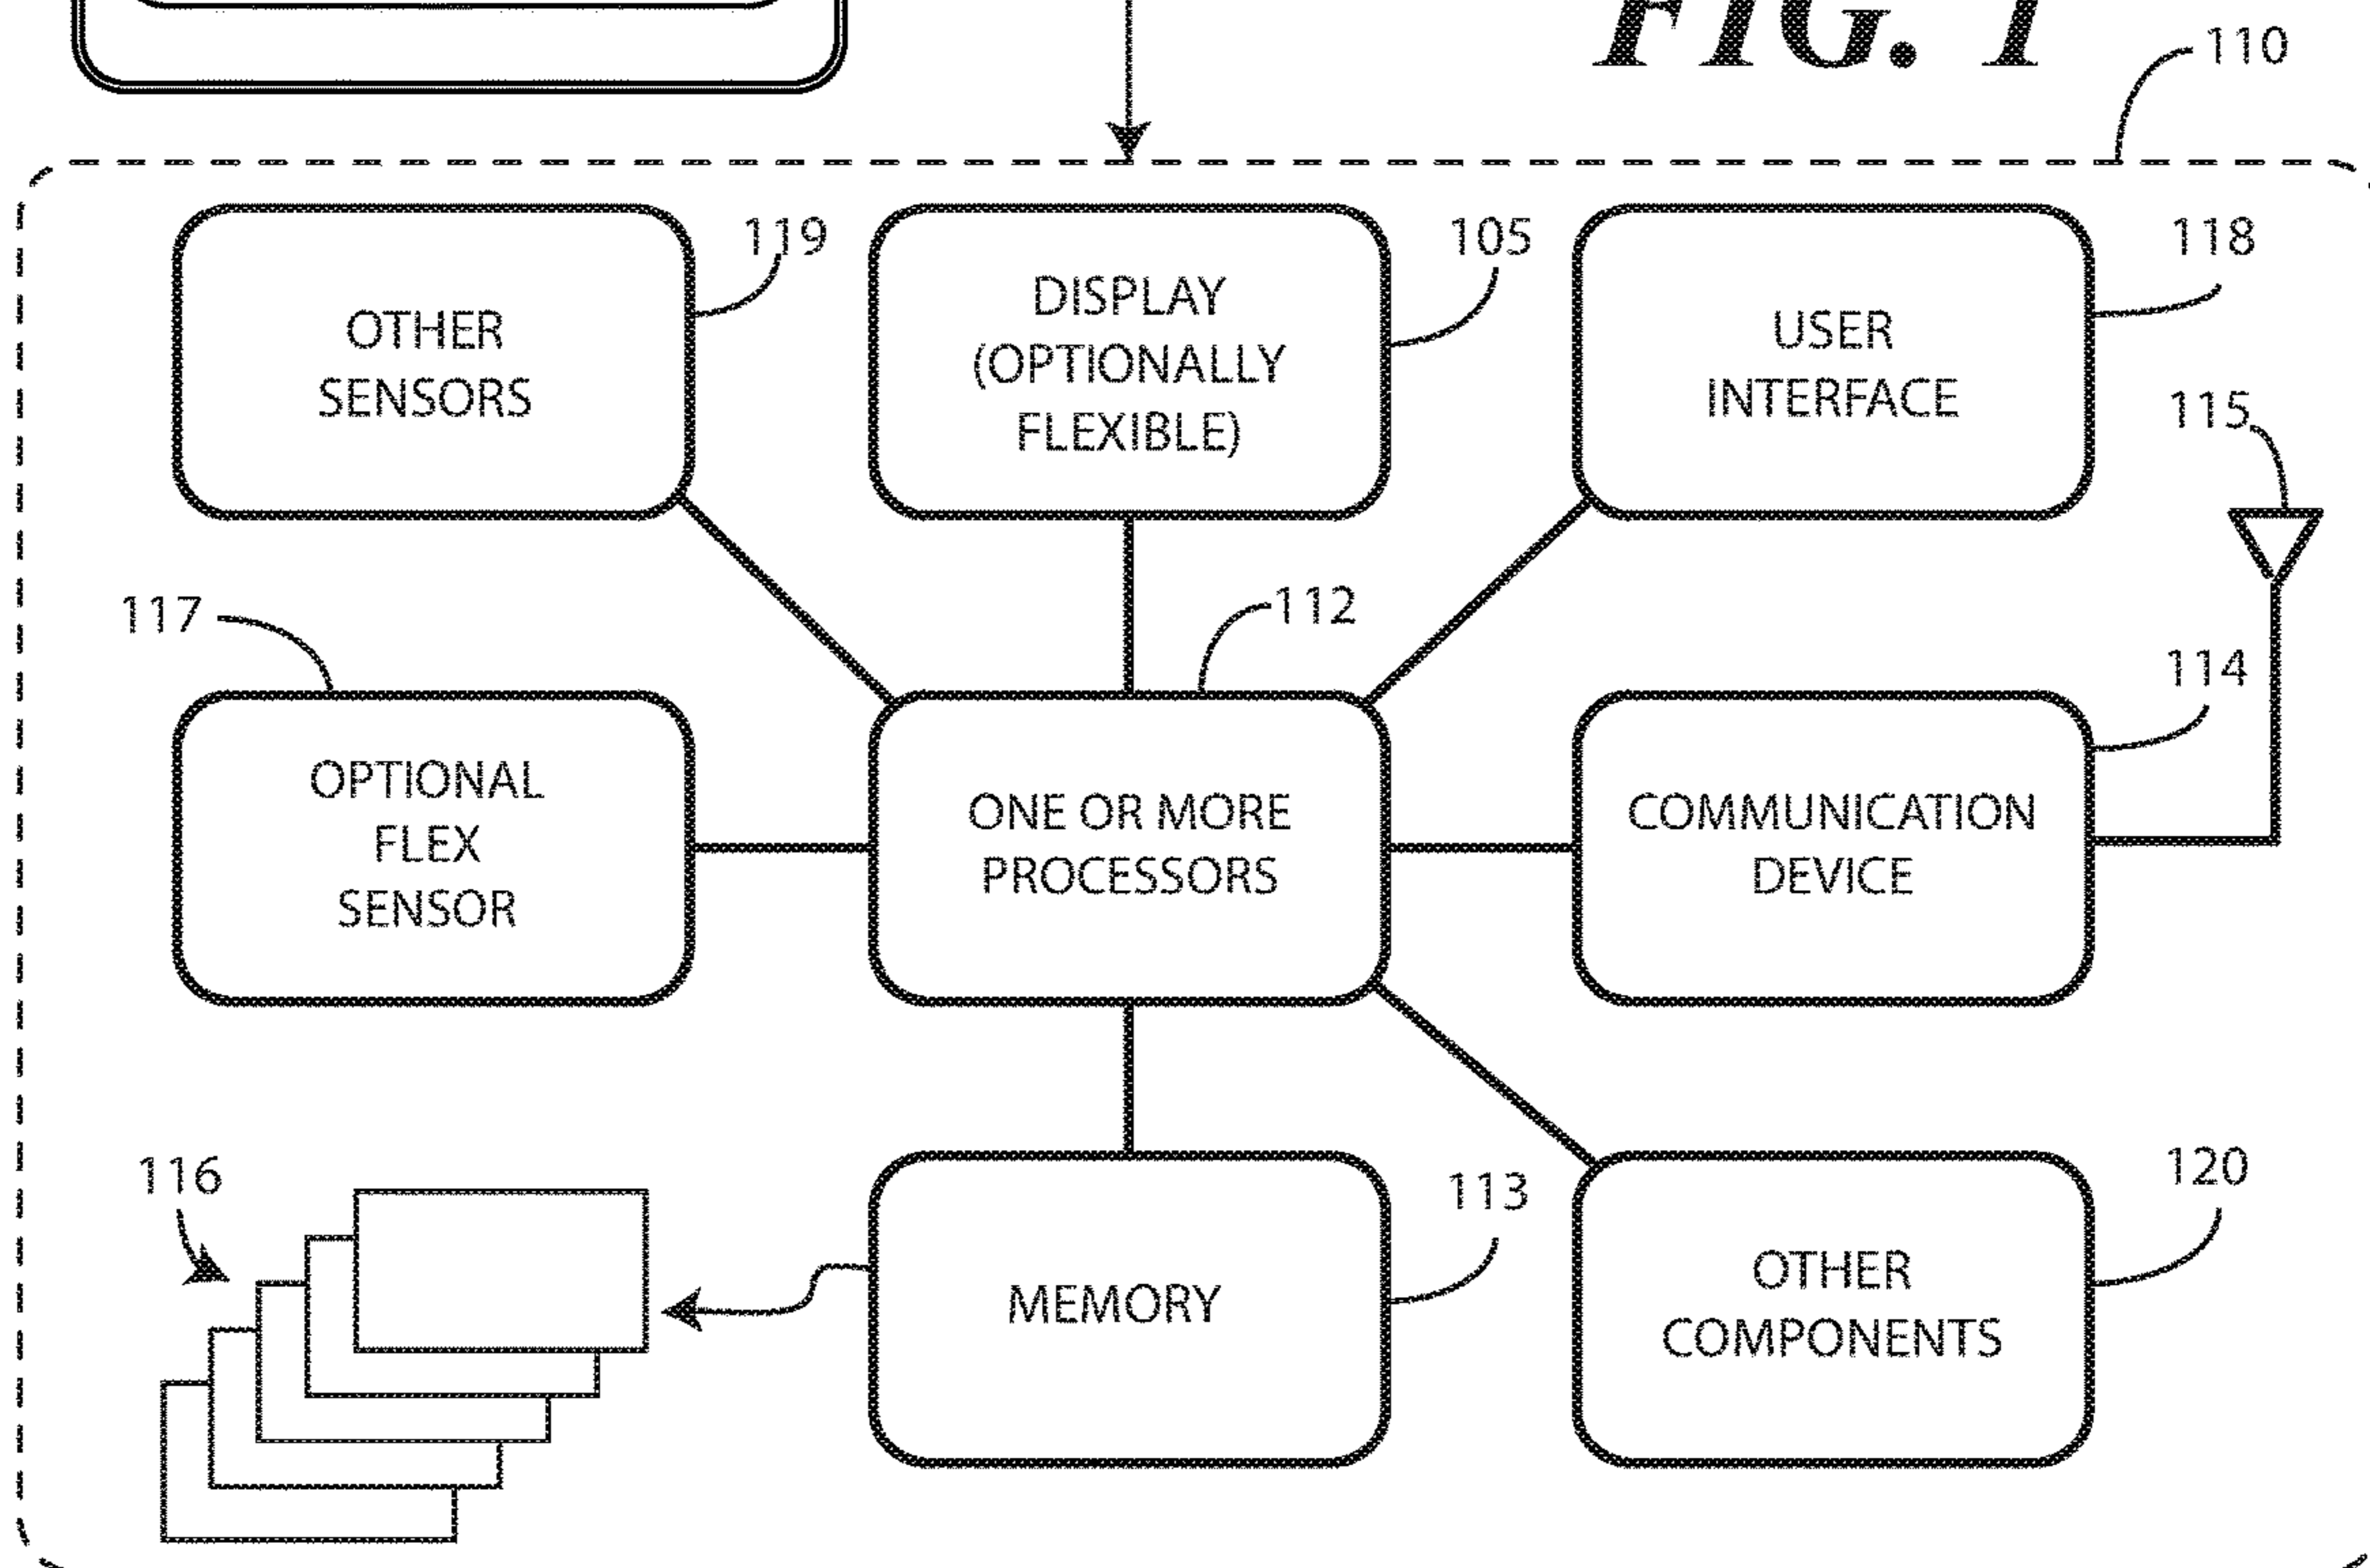 FIG. 1
110
119
105
118
OTHER
SENSORS
DISPLAY
(OPTIONALLY
FLEXIBLE)
USER
INTERFACE
115
117
112
114
OPTIONAL
FLEX
SENSOR
ONE OR MORE
PROCESSORS
COMMUNICATION
DEVICE
116
113
120
MEMORY
OTHER
COMPONENTS